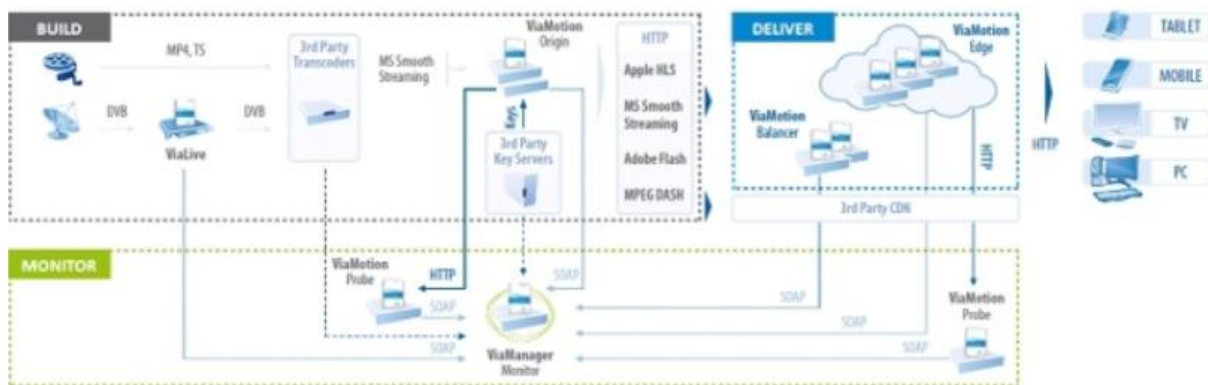 BUILD
MP4, TS
3rd Party
Transcoders
MS Smooth
Streaming
ViaMotion
Origin
HTTP
Apple HLS
MS Smooth
Streaming
Adobe Flash
MPEG DASH
DVB
DVB
ViaLive
Keys
3rd Party
Key Servers
DELIVER
ViaMotion
Edge
ViaMotion
Balancer
HTTP
3rd Party CDN
HTTP
TABLET
MOBILE
TV
PC
MONITOR
ViaMotion
Probe
HTTP
SOAP
SOAP
SOAP
SOAP
SOAP
SOAP
ViaManager
Monitor
ViaMotion
Probe